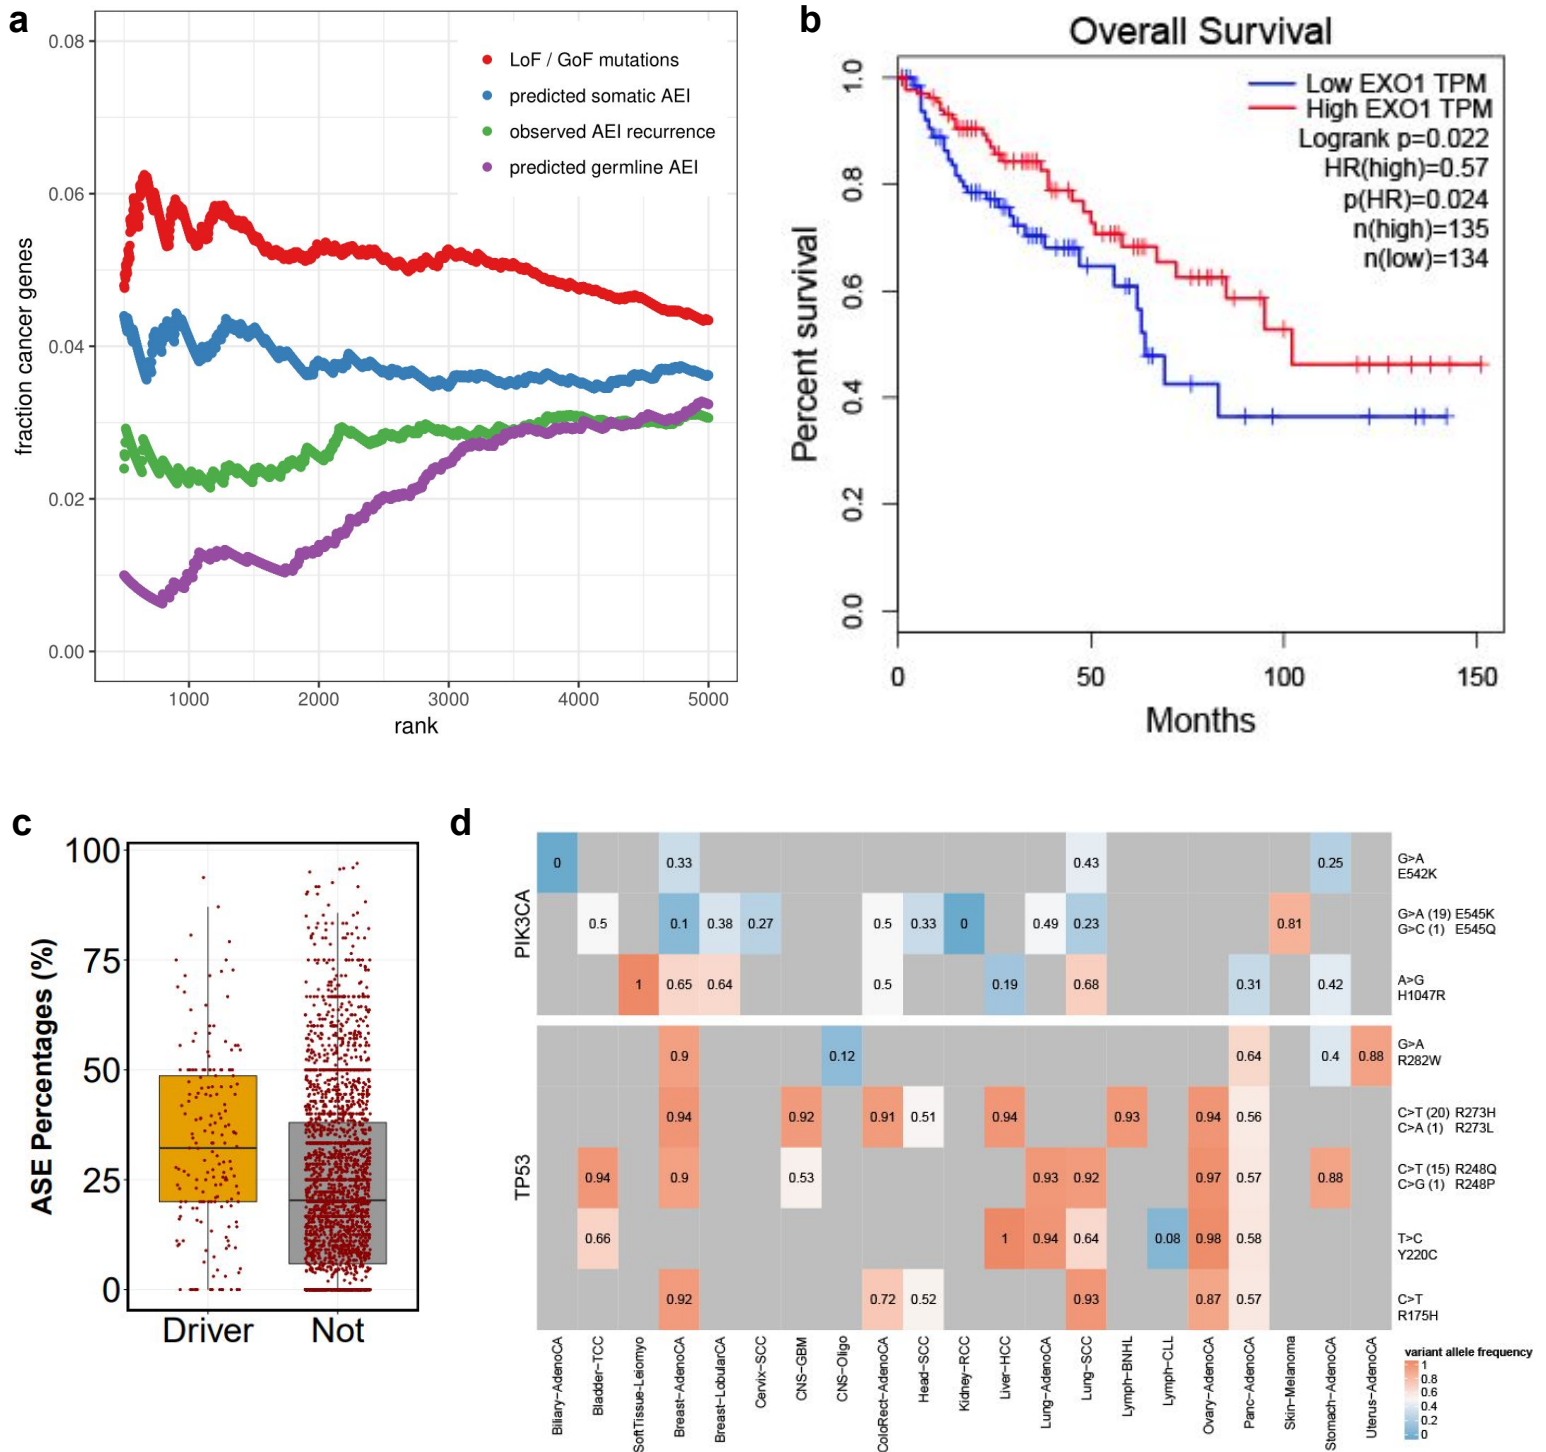 a
0.08
0.06
0.04
0.02
0.00
fraction cancer genes
LoF / GoF mutations
predicted somatic AEI
observed AEI recurrence
predicted germline AEI
1000 2000 3000 4000 5000
rank
b
Overall Survival
Low EXO1 TPM
High EXO1 TPM
Logrank p=0.022
HR(high)=0.57
p(HR)=0.024
n(high)=135
n(low)=134
Percent survival
1.0
0.8
0.6
0.4
0.2
0.0
0 50 100 150
Months
c
ASE Percentages (%)
100
75
50
25
0
Driver Not
d
PIK3CA
0 0.33 0.43 0.25
G>A
E542K
0.5 0.1 0.38 0.27 0.5 0.33 0 0.49 0.23 0.81
G>A (19) E545K
G>C (1) E545Q
1 0.65 0.64 0.5 0.19 0.68 0.31 0.42
A>G
H1047R
TP53
0.9 0.12 0.64 0.4 0.88
G>A
R282W
0.94 0.92 0.91 0.51 0.94 0.93 0.94 0.56
C>T (20) R273H
C>A (1) R273L
0.94 0.9 0.53 0.93 0.92 0.97 0.57 0.88
C>T (15) R248Q
C>G (1) R248P
0.66 1 0.94 0.64 0.08 0.98 0.58
T>C
Y220C
0.92 0.72 0.52 0.93 0.87 0.57
C>T
R175H
Biliary−AdenoCA
Bladder−TCC
SoftTissue−Leiomyo
Breast−AdenoCA
Breast−LobularCA
Cervix−SCC
CNS−GBM
CNS−Oligo
ColoRect−AdenoCA
Head−SCC
Kidney−RCC
Liver−HCC
Lung−AdenoCA
Lung−SCC
Lymph−BNHL
Lymph−CLL
Ovary−AdenoCA
Panc−AdenoCA
Skin−Melanoma
Stomach−AdenoCA
Uterus−AdenoCA
variant allele frequency
1
0.8
0.6
0.4
0.2
0